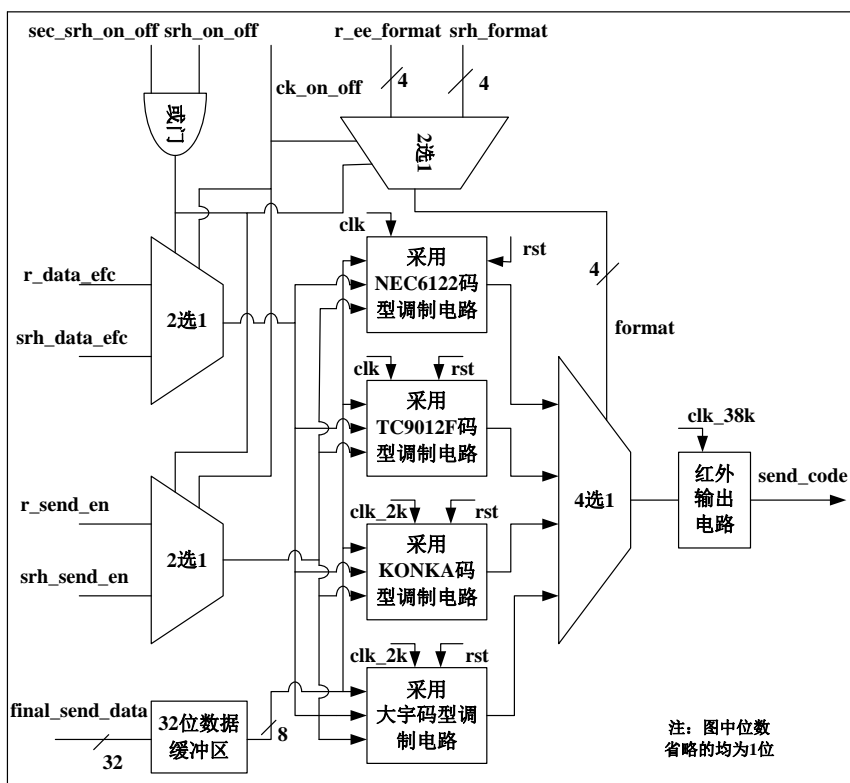 sec_srh_on_off srh_on_off
r_ee_format srh_format
ck_on_off
4
4
或门
2选1
clk
rst
采用
NEC6122码
型调制电路
r_data_efc
2选1
srh_data_efc
4
format
clk
rst
采用
TC9012F码
型调制电路
clk_38k
红外
输出
电路
send_code
4选1
r_send_en
2选1
srh_send_en
clk_2k
rst
采用
KONKA码
型调制电路
clk_2k
rst
采用
大宇码型调
制电路
final_send_data
32
32位数据
缓冲区
8
注：图中位数
省略的均为1位